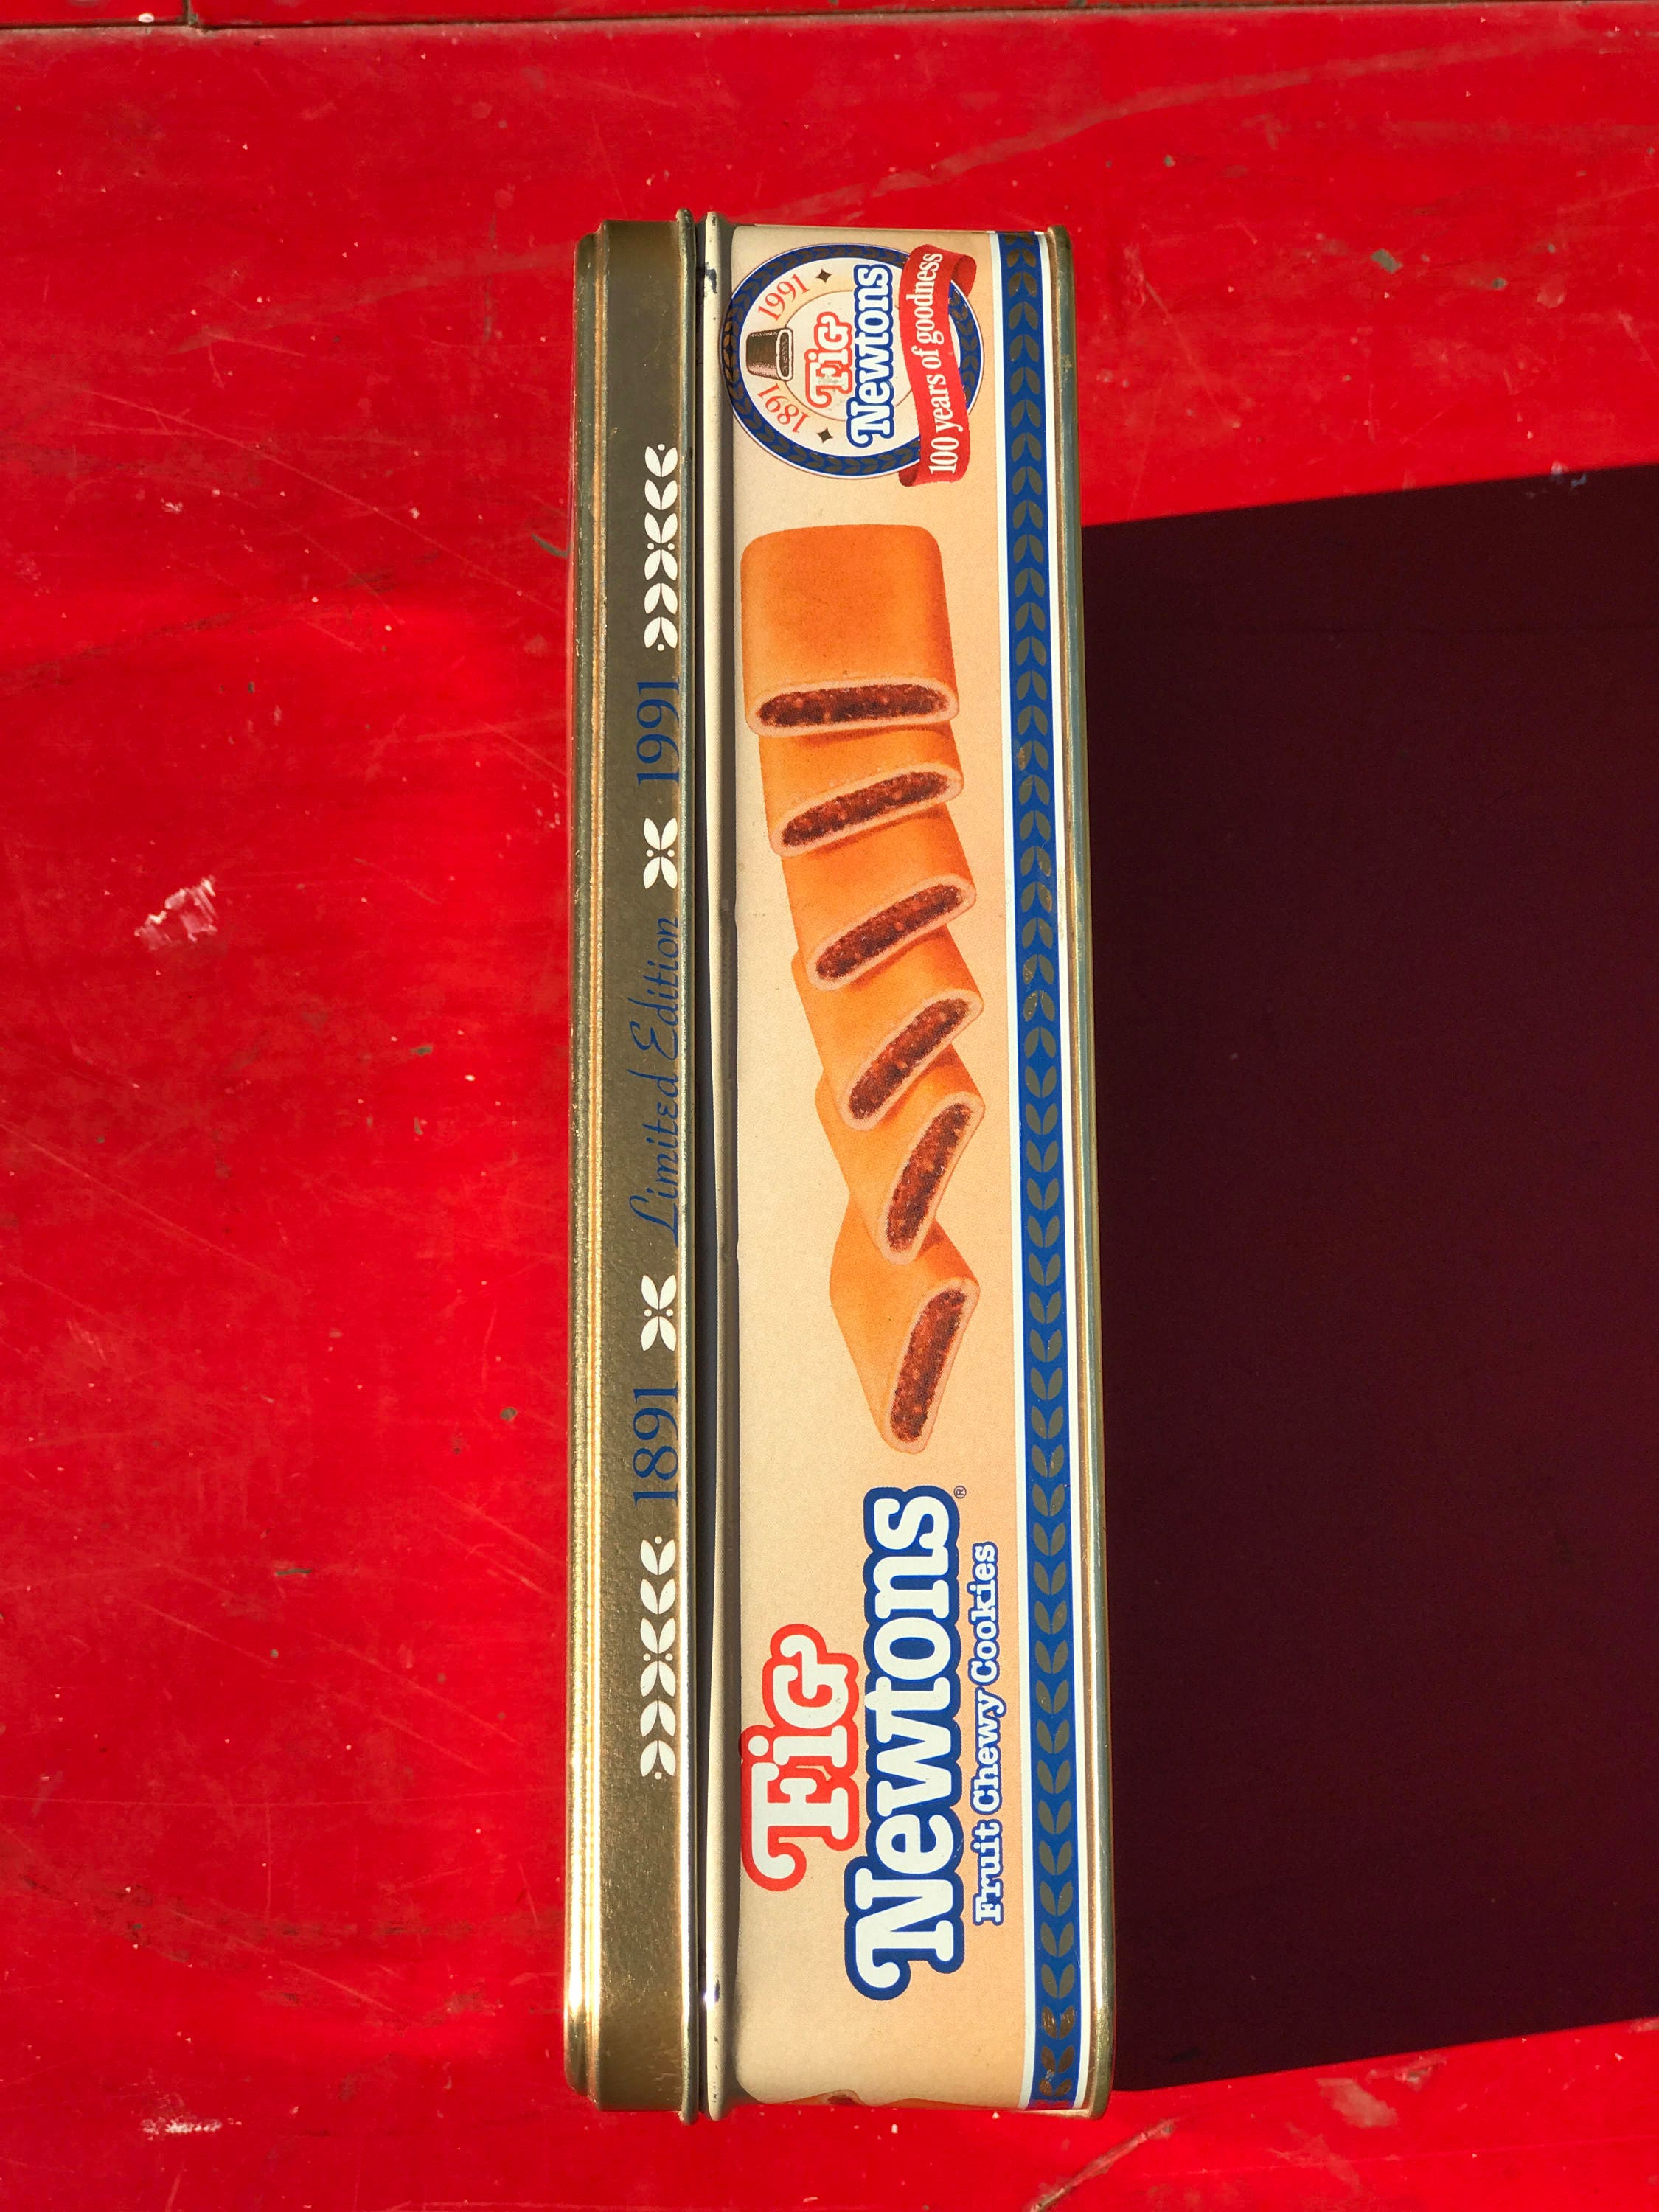 1891 Limited Edition 1991
Fig
Newtons®
Fruit Chewy Cookies
1891 1991
Fig
Newtons
100 years of goodness